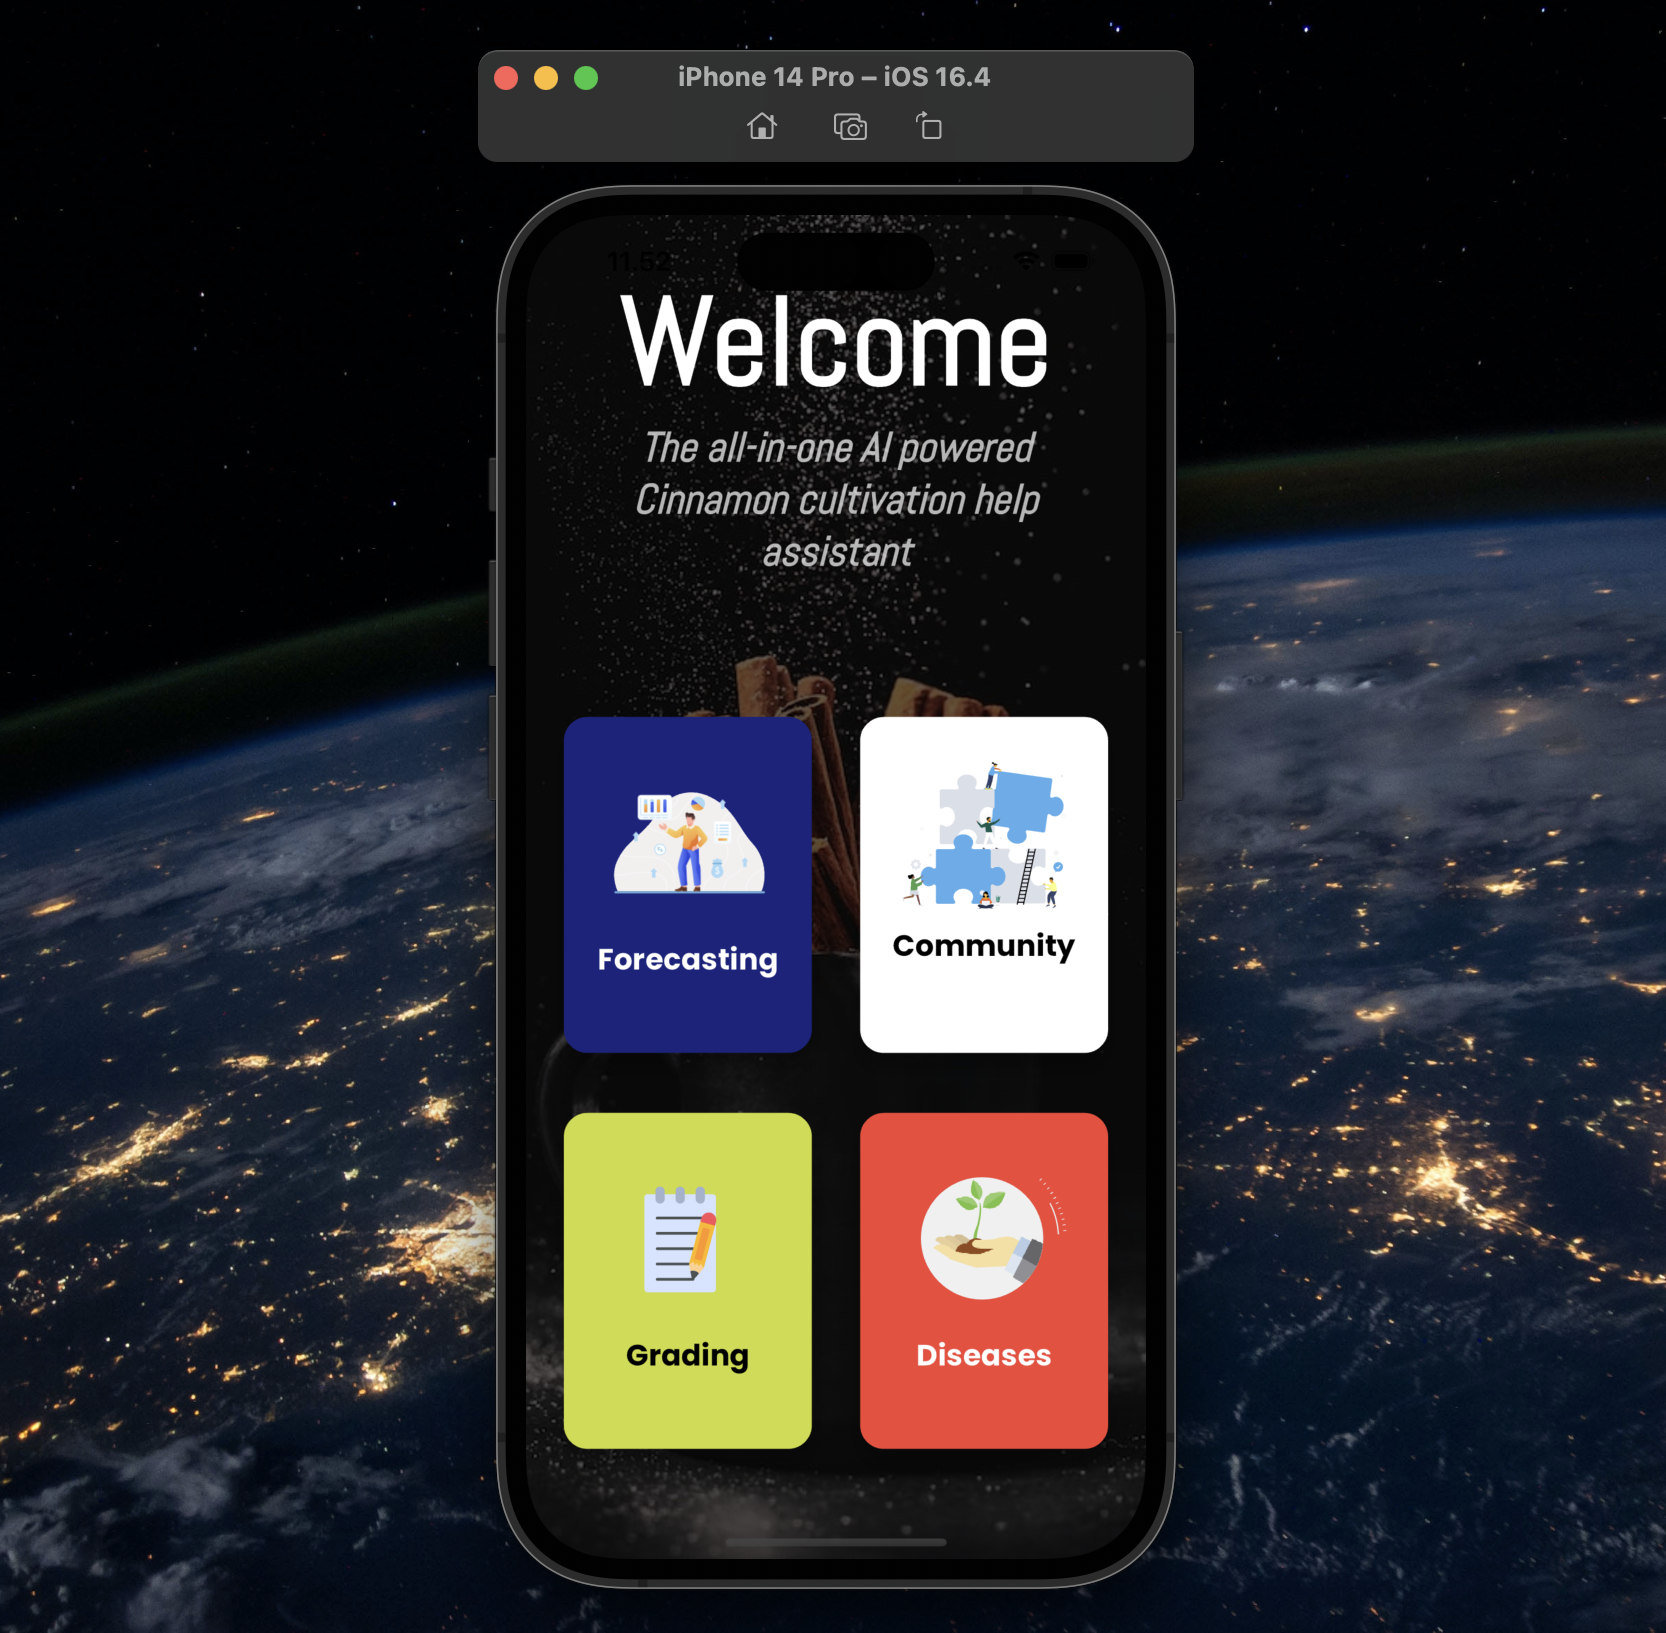 iPhone 14 Pro – iOS 16.4
11.52
Welcome
The all-in-one AI powered
Cinnamon cultivation help
assistant
Forecasting
Community
Grading
Diseases